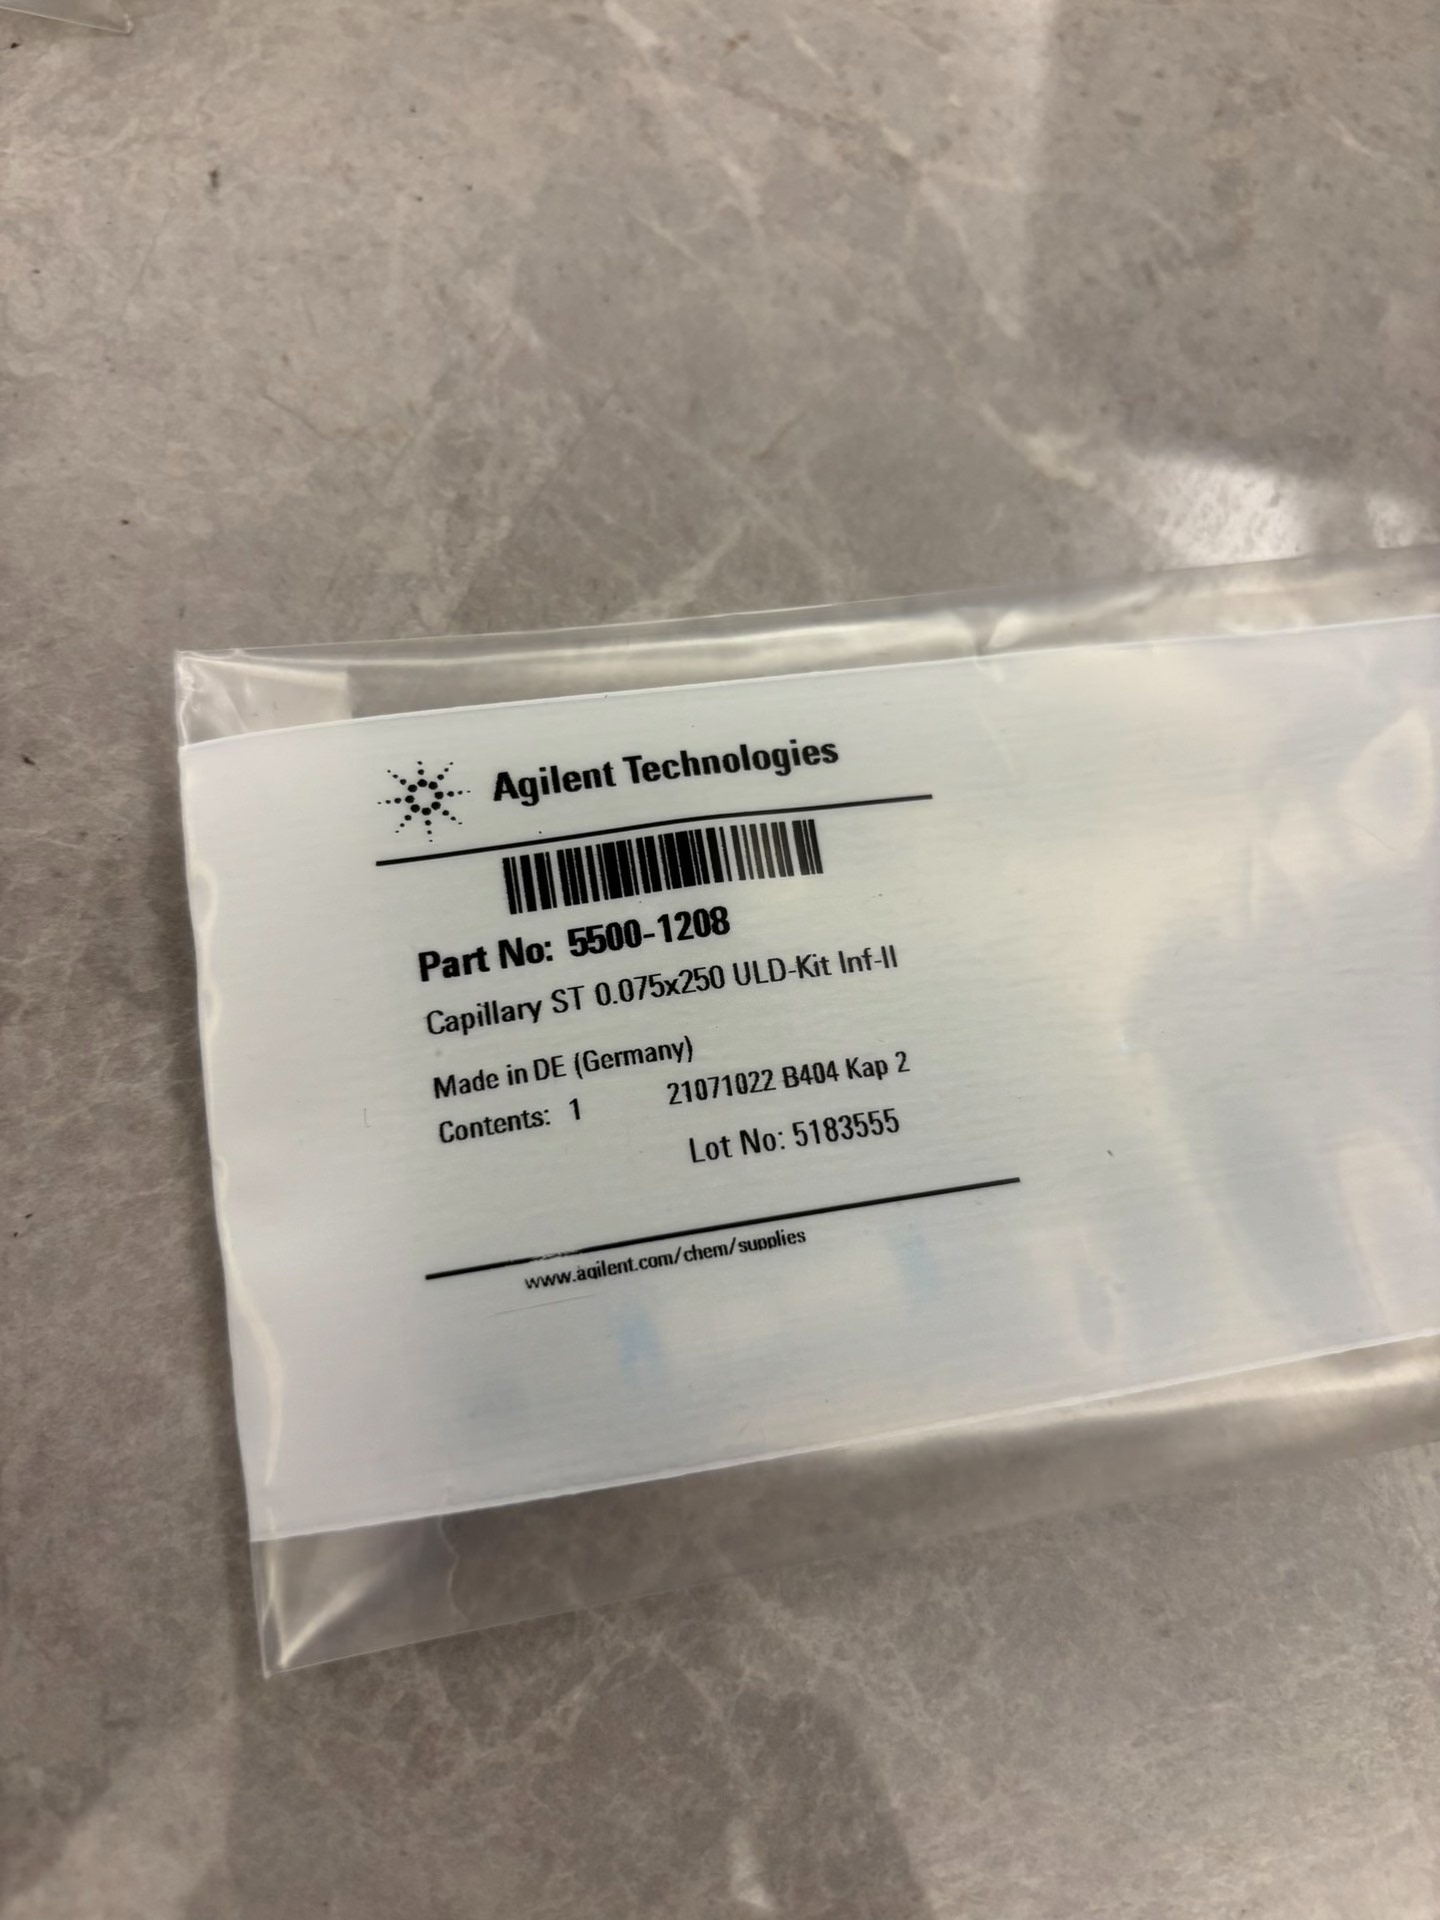 Agilent Technologies
Part No: 5500-1208
Capillary ST 0.075x250 ULD-Kit Inf-II
Made in DE (Germany)
Contents: 1 21071022 B404 Kap 2
Lot No: 5183555
www.agilent.com/chem/supplies